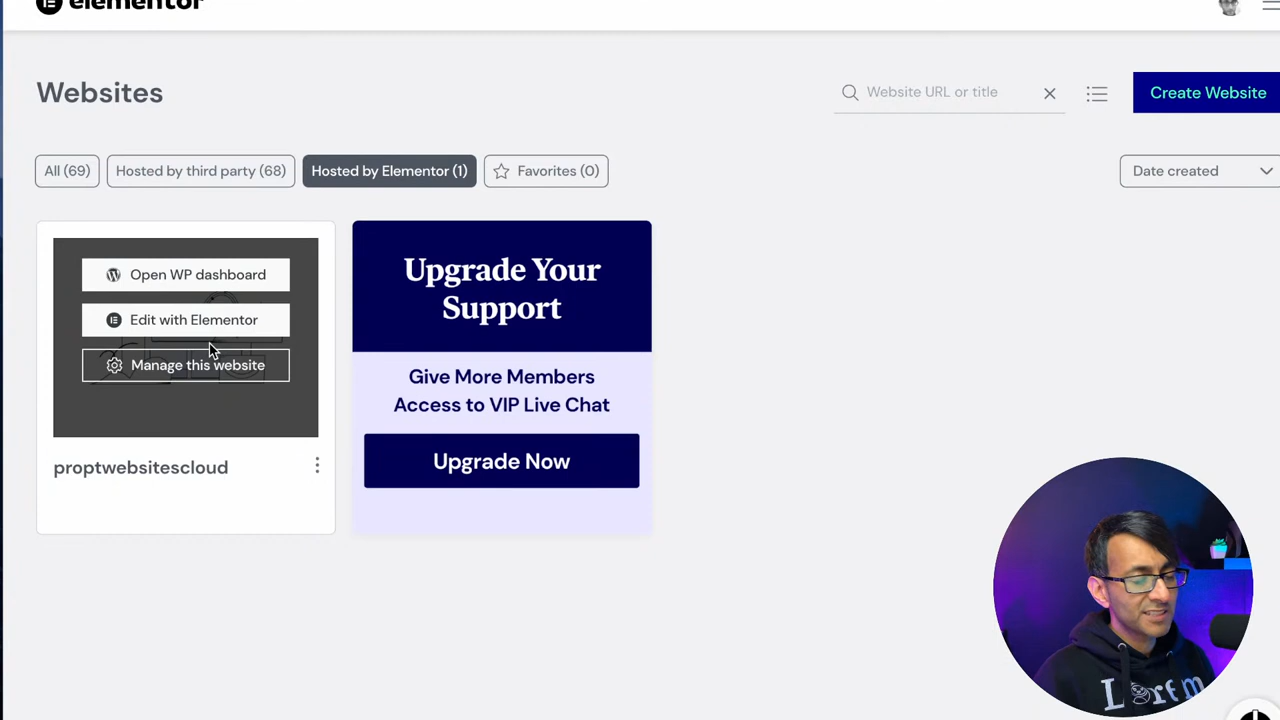 elementor
Websites
Website URL or title
Create Website
All (69)
Hosted by third party (68)
Hosted by Elementor (1)
Favorites (0)
Date created
Open WP dashboard
Edit with Elementor
Manage this website
proptwebsitescloud
Upgrade Your
Support
Give More Members
Access to VIP Live Chat
Upgrade Now
Lorem